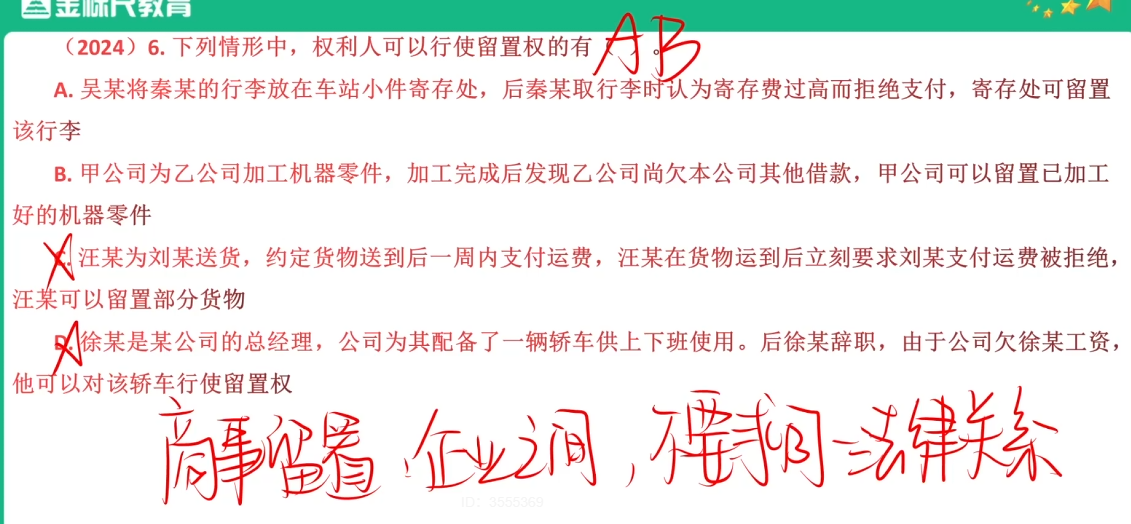 金标尺教育
（2024）6. 下列情形中，权利人可以行使留置权的有（ ）。AB
A. 吴某将秦某的行李放在车站小件寄存处，后秦某取行李时认为寄存费过高而拒绝支付，寄存处可留置
该行李
B. 甲公司为乙公司加工机器零件，加工完成后发现乙公司尚欠本公司其他借款，甲公司可以留置已加工
好的机器零件
C. 汪某为刘某送货，约定货物送到后一周内支付运费，汪某在货物运到后立刻要求刘某支付运费被拒绝，
汪某可以留置部分货物
D. 徐某是某公司的总经理，公司为其配备了一辆轿车供上下班使用。后徐某辞职，由于公司欠徐某工资，
他可以对该轿车行使留置权
商事留置，企业之间，不要求同一法律关系
ID：3555369